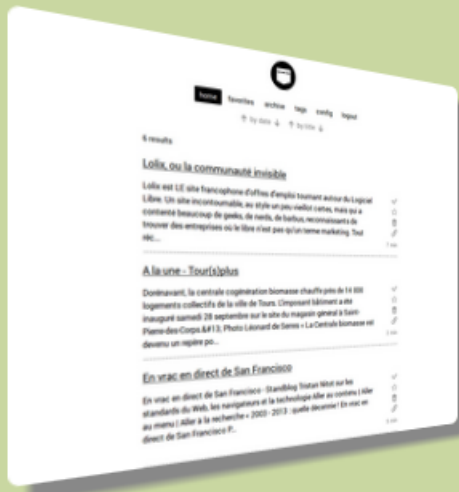 home favorites archive tags config logout
by date by title
6 results
Lolix, ou la communauté invisible
Lolix est LE site francophone d'offres d'emploi tournant autour du Logiciel
Libre. Un site incontournable, au style un peu vieillot certes, mais qui a
contenté beaucoup de geeks, de nerds, de barbus, reconnaissants de
trouver des entreprises où le libre n'est pas qu'un terme marketing. Tout
réc...
A la une - Tour(s)plus
Dorénavant, la centrale cogénération biomasse chauffe près de 14 000
logements collectifs de la ville de Tours. L'imposant bâtiment a été
inauguré samedi 28 septembre sur le site du magasin général à Saint-
Pierre-des-Corps &#13; Photo Léonard de Serres « La Centrale biomasse est
devenu un repère po...
En vrac en direct de San Francisco
En vrac en direct de San Francisco - Standblog Tristan Nitot sur les
standards du Web, les navigateurs et la technologie Aller au contenu | Aller
au menu | Aller à la recherche « 2003 - 2013 : quelle décennie ! En vrac en
direct de San Francisco P...